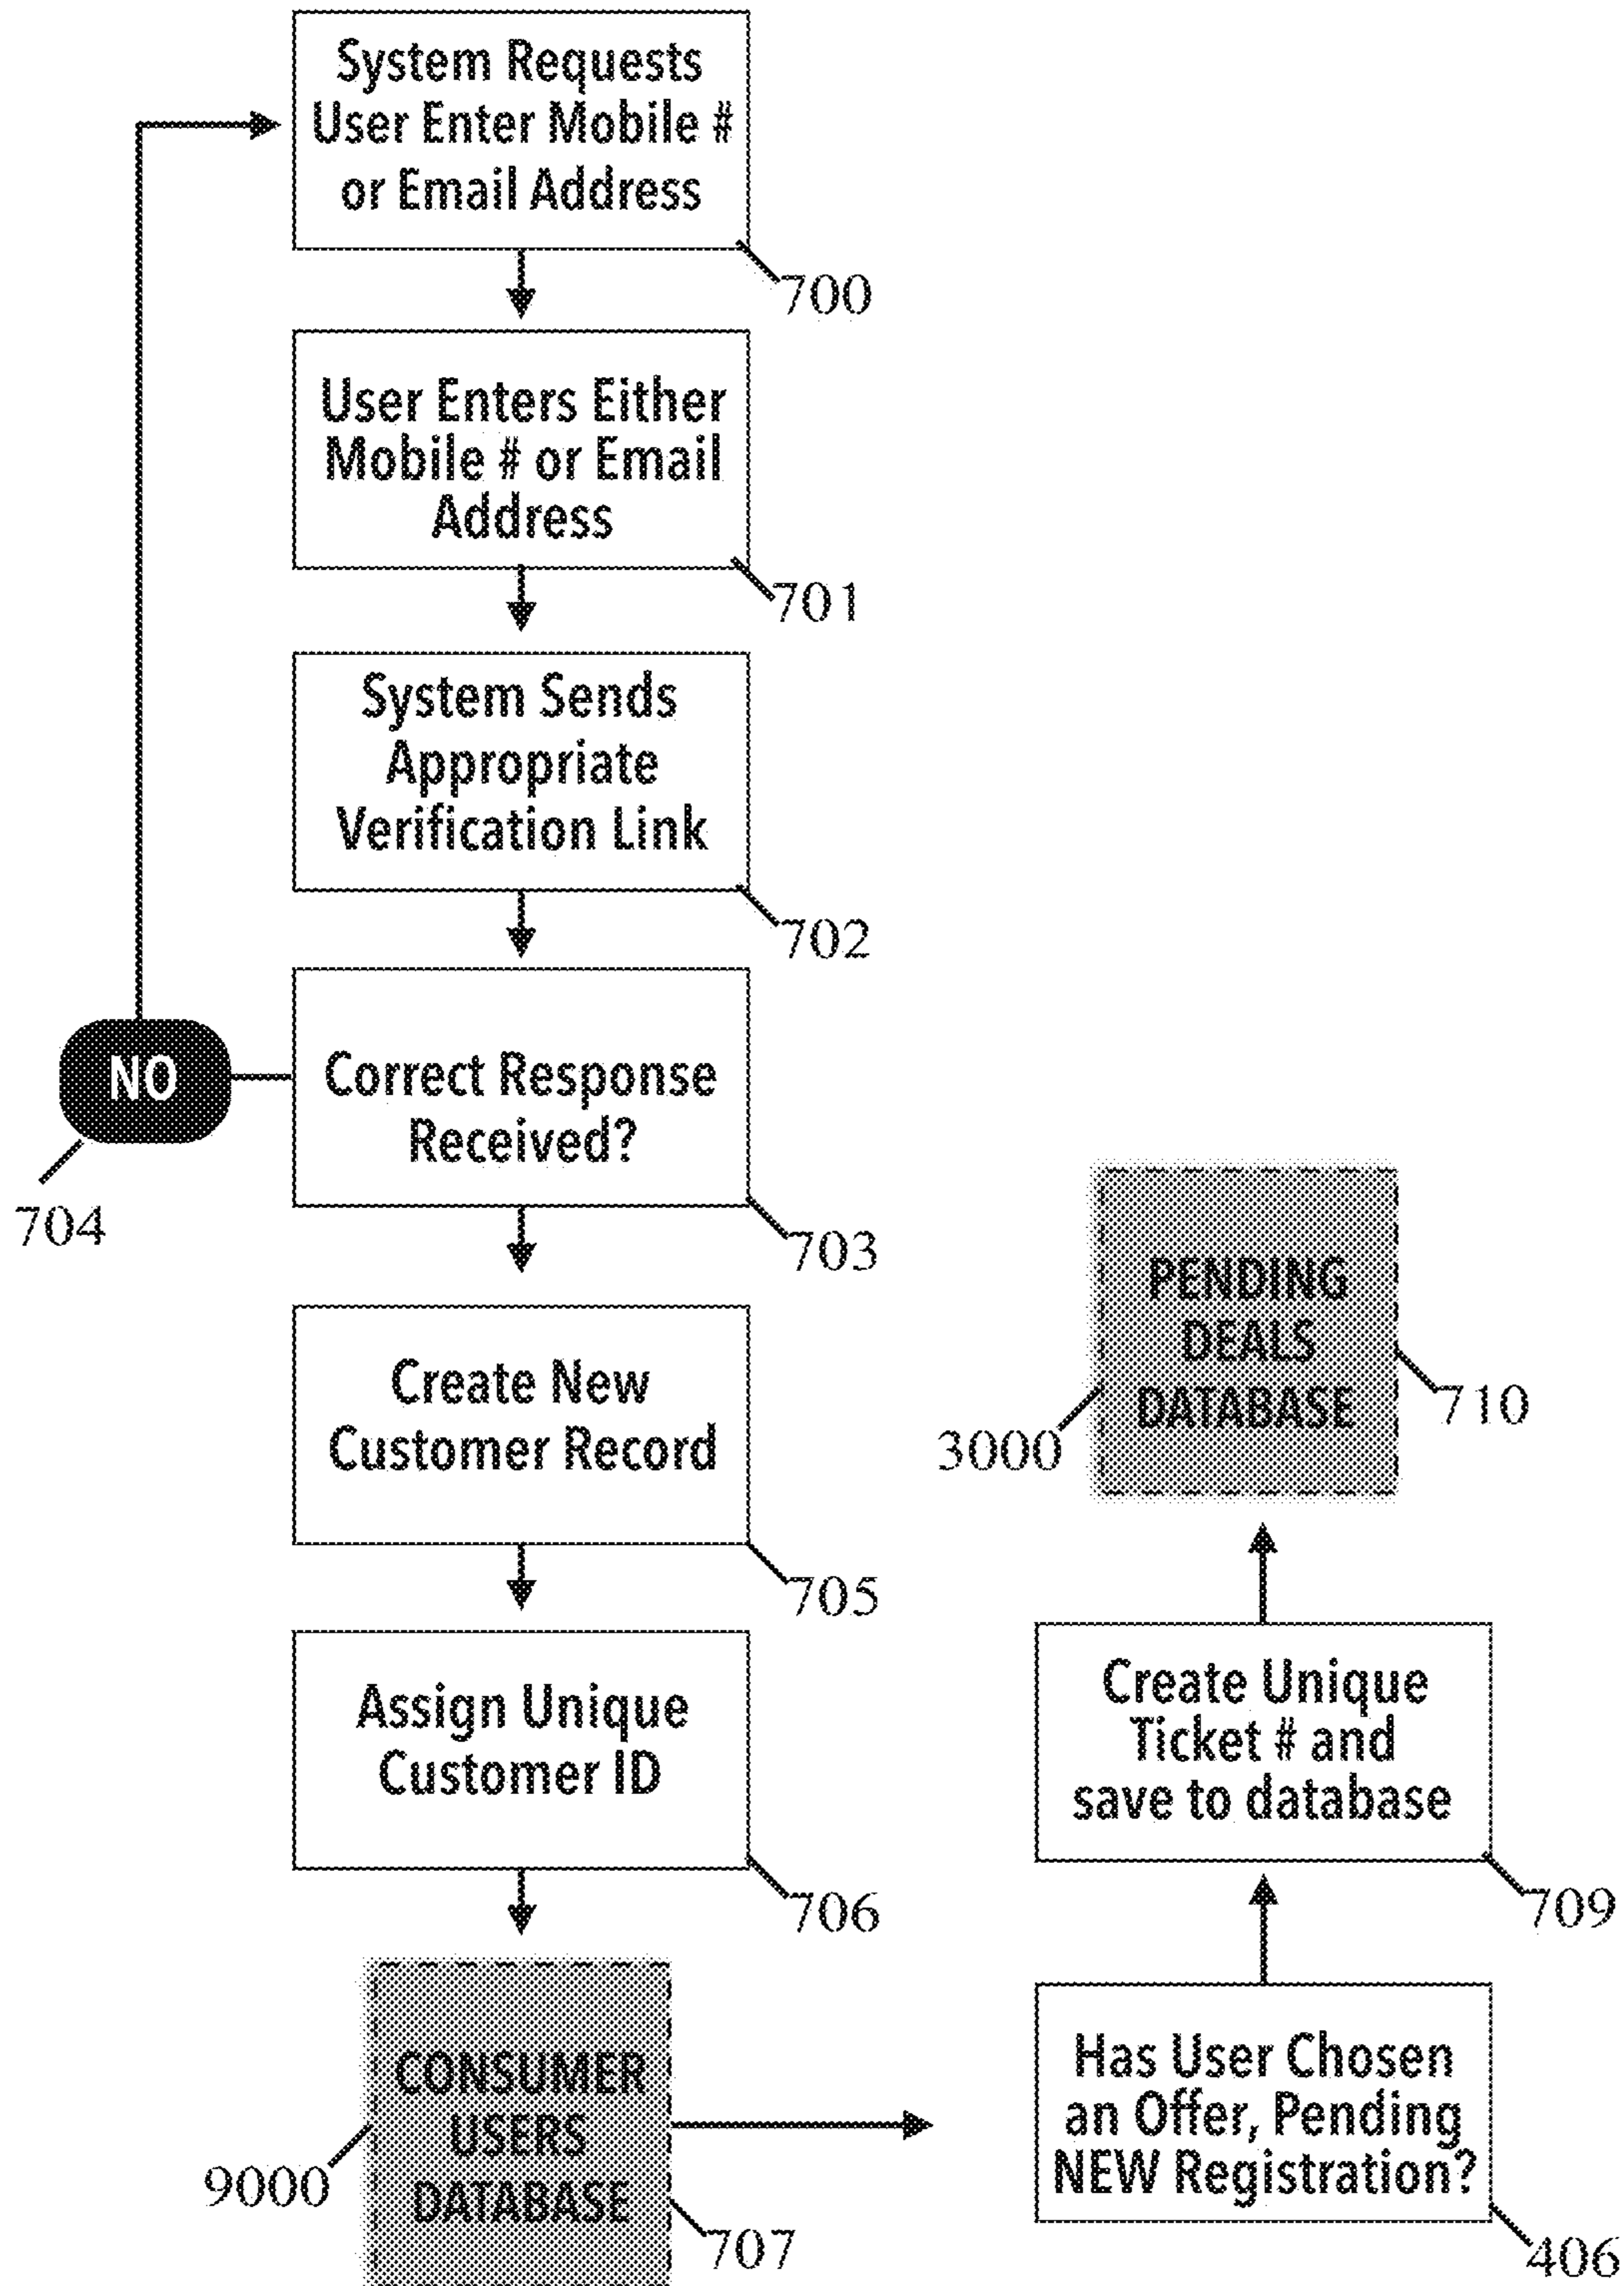 System Requests
User Enter Mobile #
or Email Address
700
User Enters Either
Mobile # or Email
Address
701
System Sends
Appropriate
Verification Link
702
NO
704
Correct Response
Received?
703
Create New
Customer Record
705
Assign Unique
Customer ID
706
CONSUMER
USERS
DATABASE
9000
707
Has User Chosen
an Offer, Pending
NEW Registration?
406
Create Unique
Ticket # and
save to database
709
PENDING
DEALS
DATABASE
3000
710